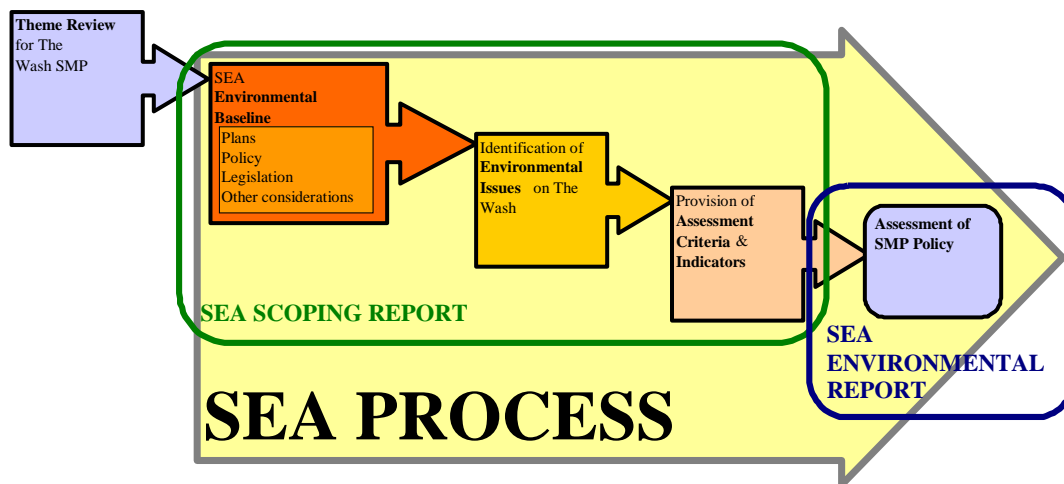 Theme Review
for The
Wash SMP
SEA
Environmental
Baseline
Plans
Policy
Legislation
Other considerations
Identification of
Environmental
Issues on The
Wash
Provision of
Assessment
Criteria &
Indicators
Assessment of
SMP Policy
SEA SCOPING REPORT
SEA
ENVIRONMENTAL
REPORT
SEA PROCESS